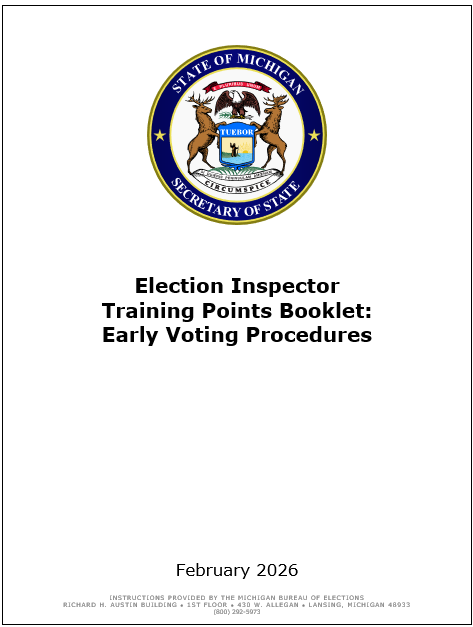 STATE OF MICHIGAN
E PLURIBUS UNUM
TUEBOR
CIRCUMSPICE
SECRETARY OF STATE
Election Inspector
Training Points Booklet:
Early Voting Procedures
February 2026
INSTRUCTIONS PROVIDED BY THE MICHIGAN BUREAU OF ELECTIONS
RICHARD H. AUSTIN BUILDING • 1ST FLOOR • 430 W. ALLEGAN • LANSING, MICHIGAN 48933
(800) 292-5973